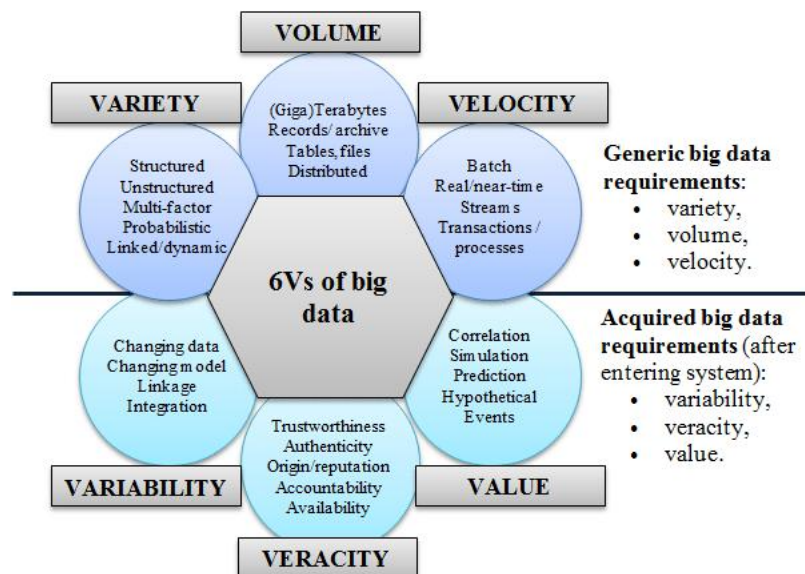 VOLUME
VARIETY
VELOCITY
(Giga)Terabytes
Records/archive
Tables, files
Distributed
Structured
Unstructured
Multi-factor
Probabilistic
Linked/dynamic
Batch
Real/near-time
Streams
Transactions /
processes
Generic big data
requirements:
• variety,
• volume,
• velocity.
6Vs of big
data
Changing data
Changing model
Linkage
Integration
Correlation
Simulation
Prediction
Hypothetical
Events
Trustworthiness
Authenticity
Origin/reputation
Accountability
Availability
Acquired big data
requirements (after
entering system):
• variability,
• veracity,
• value.
VARIABILITY
VALUE
VERACITY